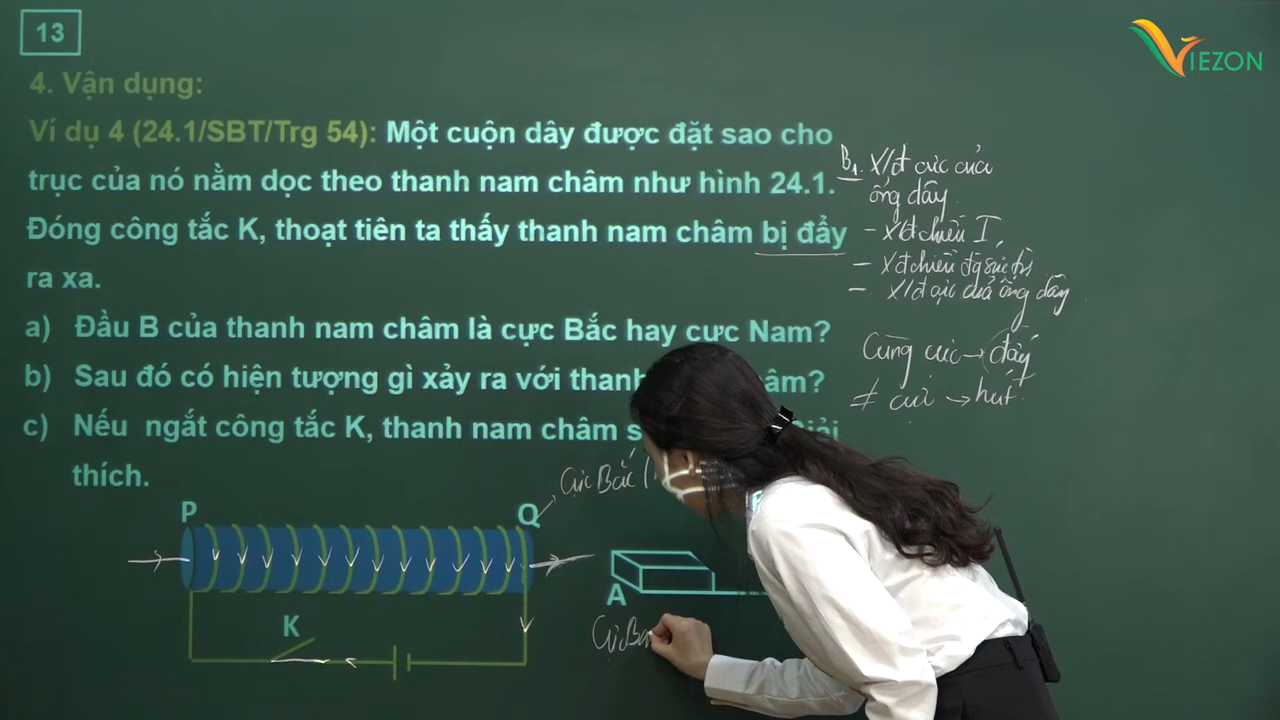 13
VIEZON
4. Vận dụng:
Ví dụ 4 (24.1/SBT/Trg 54): Một cuộn dây được đặt sao cho
trục của nó nằm dọc theo thanh nam châm như hình 24.1.
Đóng công tắc K, thoạt tiên ta thấy thanh nam châm bị đẩy
ra xa.
a) Đầu B của thanh nam châm là cực Bắc hay cực Nam?
b) Sau đó có hiện tượng gì xảy ra với thanh âm?
c) Nếu ngắt công tắc K, thanh nam châm s
thích.
B1. X/đ cực của
ống dây
- X/đ chiều I
- X/đ chiều
- X/đ cực của ống dây
Cùng cực → đẩy
≠ cực → hút
P
Q
Cực Bắc
K
A
Cực Bắ